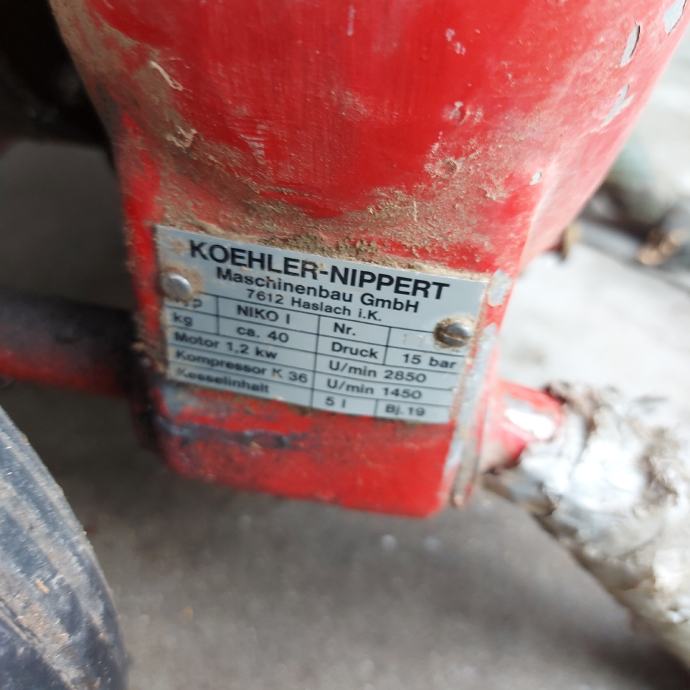 KOEHLER-NIPPERT
Maschinenbau GmbH
7612 Haslach i.K.
Typ NIKO I Nr.
kg ca. 40 Druck 15 bar
Motor 1,2 kw U/min 2850
Kompressor K 36 U/min 1450
Kesselinhalt 5 l Bj. 19